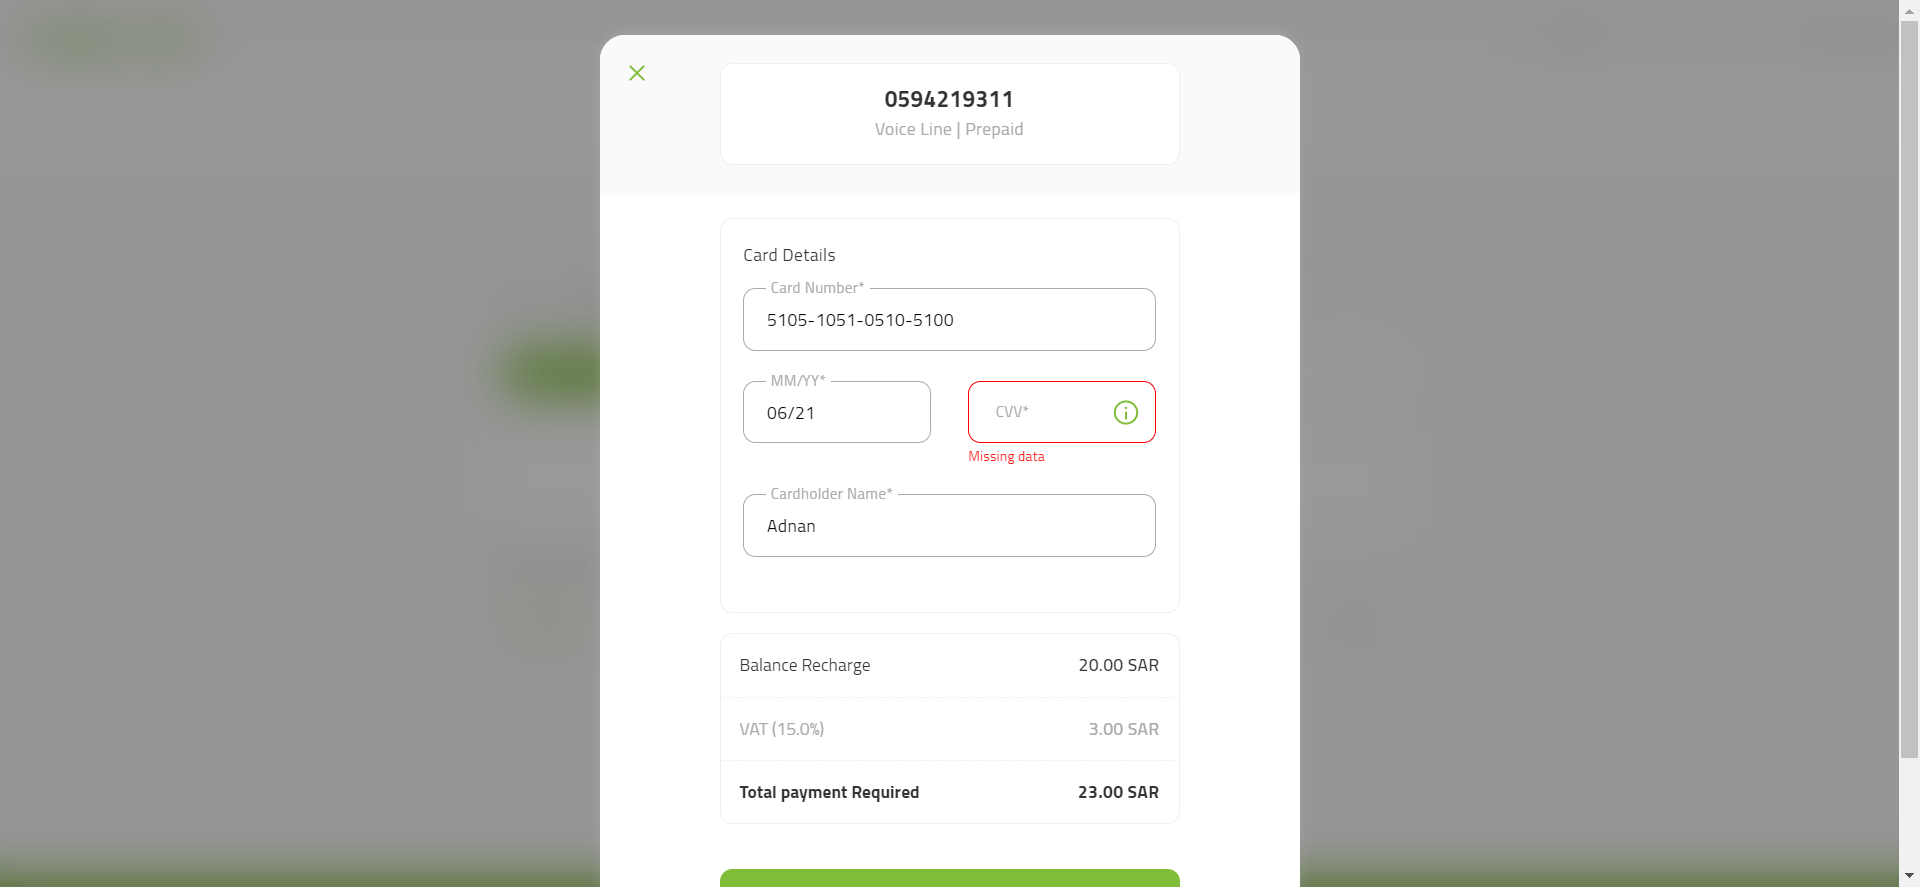 0594219311
Voice Line | Prepaid
Card Details
Card Number*
5105-1051-0510-5100
MM/YY*
06/21
CVV*
Missing data
Cardholder Name*
Adnan
Balance Recharge 20.00 SAR
VAT (15.0%) 3.00 SAR
Total payment Required 23.00 SAR